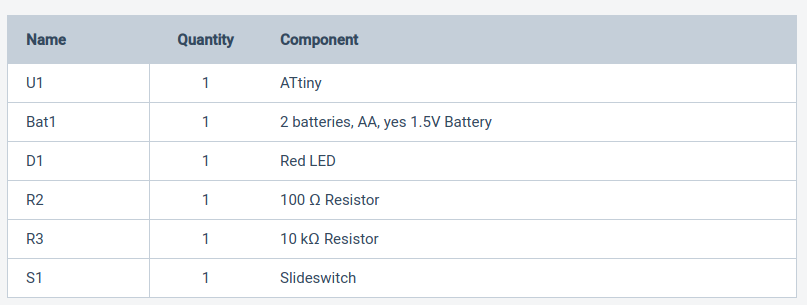 Name Quantity Component
U1 1 ATtiny
Bat1 1 2 batteries, AA, yes 1.5V Battery
D1 1 Red LED
R2 1 100 Ω Resistor
R3 1 10 kΩ Resistor
S1 1 Slideswitch